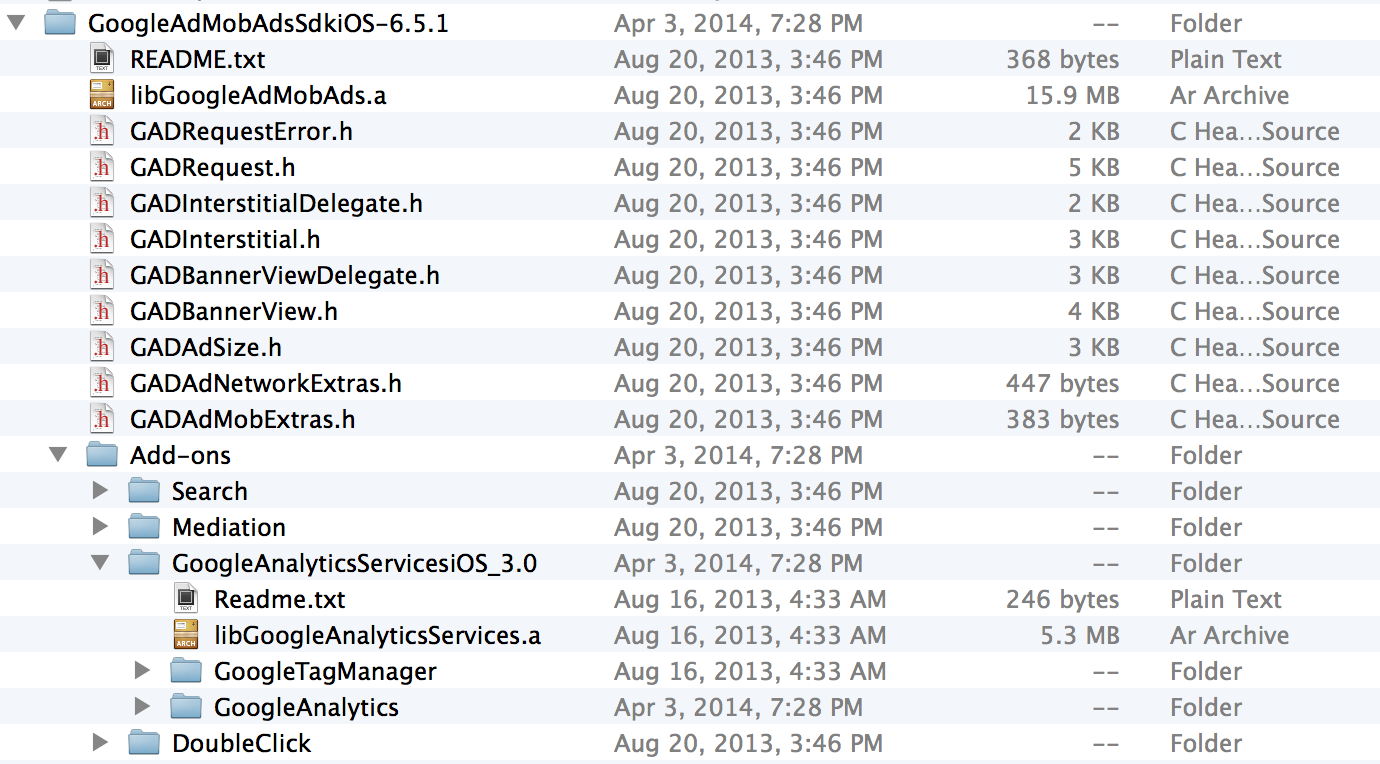 GoogleAdMobAdsSdkiOS-6.5.1 Apr 3, 2014, 7:28 PM -- Folder
README.txt Aug 20, 2013, 3:46 PM 368 bytes Plain Text
libGoogleAdMobAds.a Aug 20, 2013, 3:46 PM 15.9 MB Ar Archive
GADRequestError.h Aug 20, 2013, 3:46 PM 2 KB C Hea...Source
GADRequest.h Aug 20, 2013, 3:46 PM 5 KB C Hea...Source
GADInterstitialDelegate.h Aug 20, 2013, 3:46 PM 2 KB C Hea...Source
GADInterstitial.h Aug 20, 2013, 3:46 PM 3 KB C Hea...Source
GADBannerViewDelegate.h Aug 20, 2013, 3:46 PM 3 KB C Hea...Source
GADBannerView.h Aug 20, 2013, 3:46 PM 4 KB C Hea...Source
GADAdSize.h Aug 20, 2013, 3:46 PM 3 KB C Hea...Source
GADAdNetworkExtras.h Aug 20, 2013, 3:46 PM 447 bytes C Hea...Source
GADAdMobExtras.h Aug 20, 2013, 3:46 PM 383 bytes C Hea...Source
Add-ons Apr 3, 2014, 7:28 PM -- Folder
Search Aug 20, 2013, 3:46 PM -- Folder
Mediation Aug 20, 2013, 3:46 PM -- Folder
GoogleAnalyticsServicesiOS_3.0 Apr 3, 2014, 7:28 PM -- Folder
Readme.txt Aug 16, 2013, 4:33 AM 246 bytes Plain Text
libGoogleAnalyticsServices.a Aug 16, 2013, 4:33 AM 5.3 MB Ar Archive
GoogleTagManager Aug 16, 2013, 4:33 AM -- Folder
GoogleAnalytics Apr 3, 2014, 7:28 PM -- Folder
DoubleClick Aug 20, 2013, 3:46 PM -- Folder